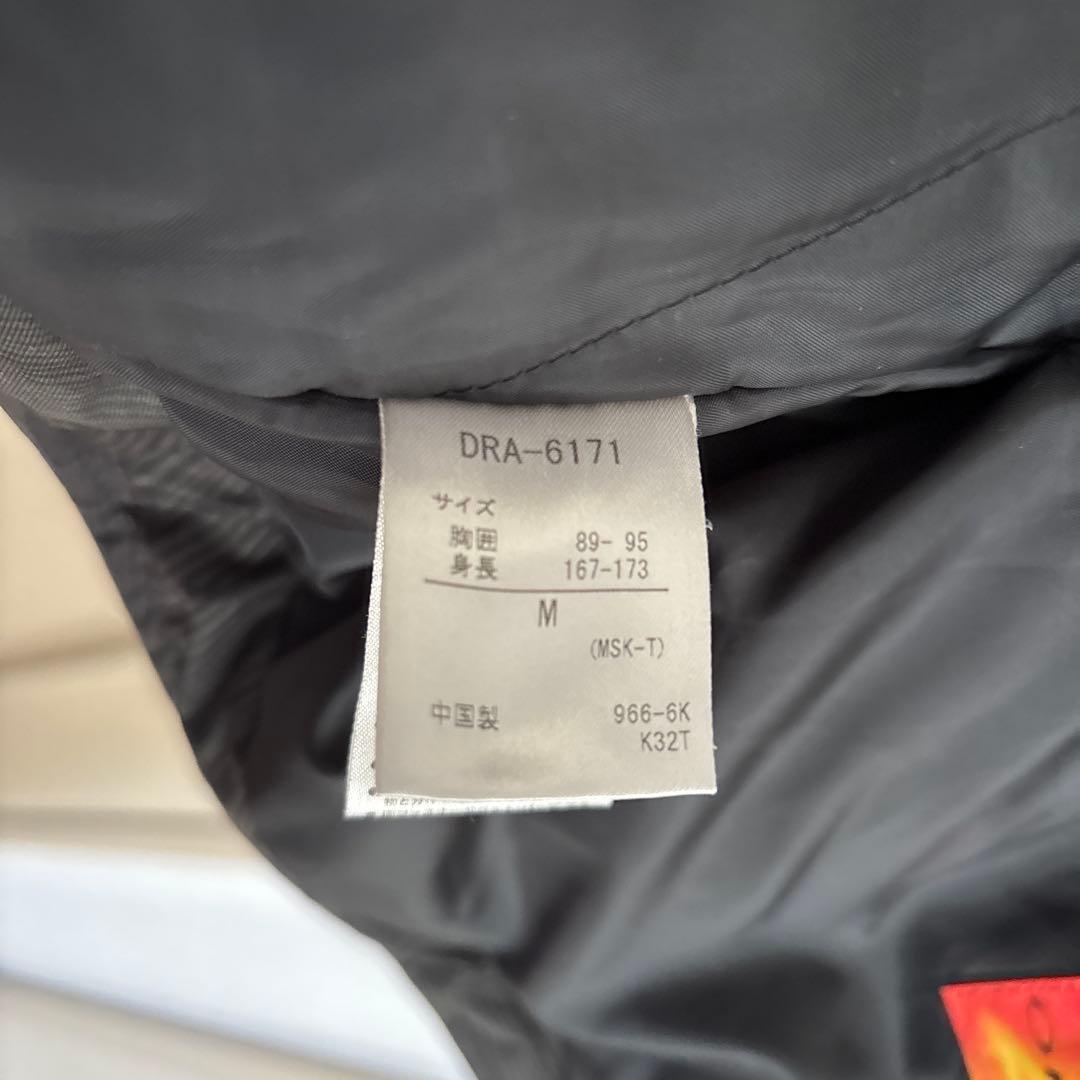 DRA-6171
サイズ
胸囲 89- 95
身長 167-173
M
(MSK-T)
中国製 966-6K
K32T